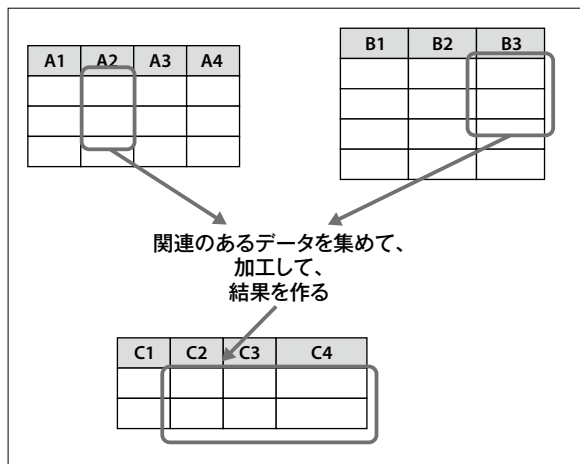 A1 A2 A3 A4
B1 B2 B3
関連のあるデータを集めて、
加工して、
結果を作る
C1 C2 C3 C4